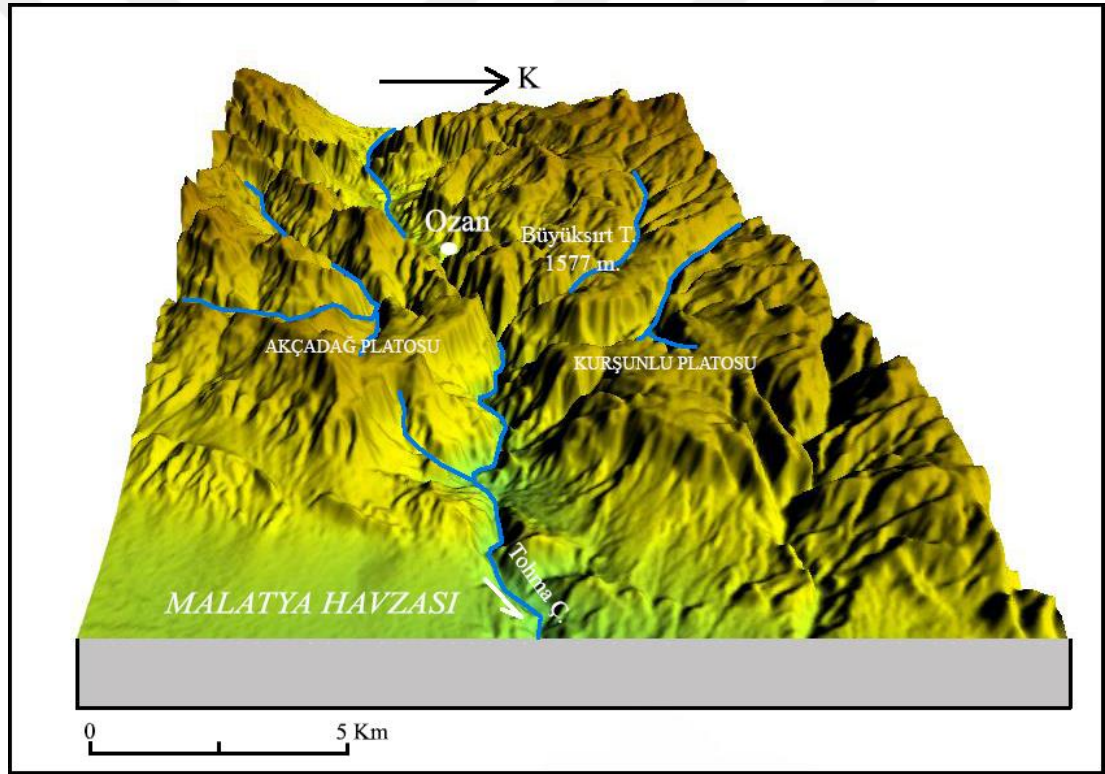 K
Ozan
Büyüksırt T.
1577 m.
AKÇADAĞ PLATOSU
KURŞUNLU PLATOSU
Tohma Ç.
MALATYA HAVZASI
0
5 Km